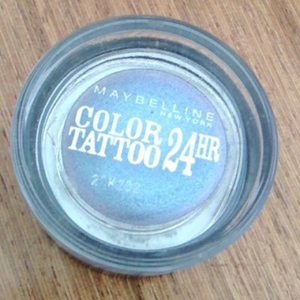 MAYBELLINE
NEW YORK
COLOR
TATTOO 24HR